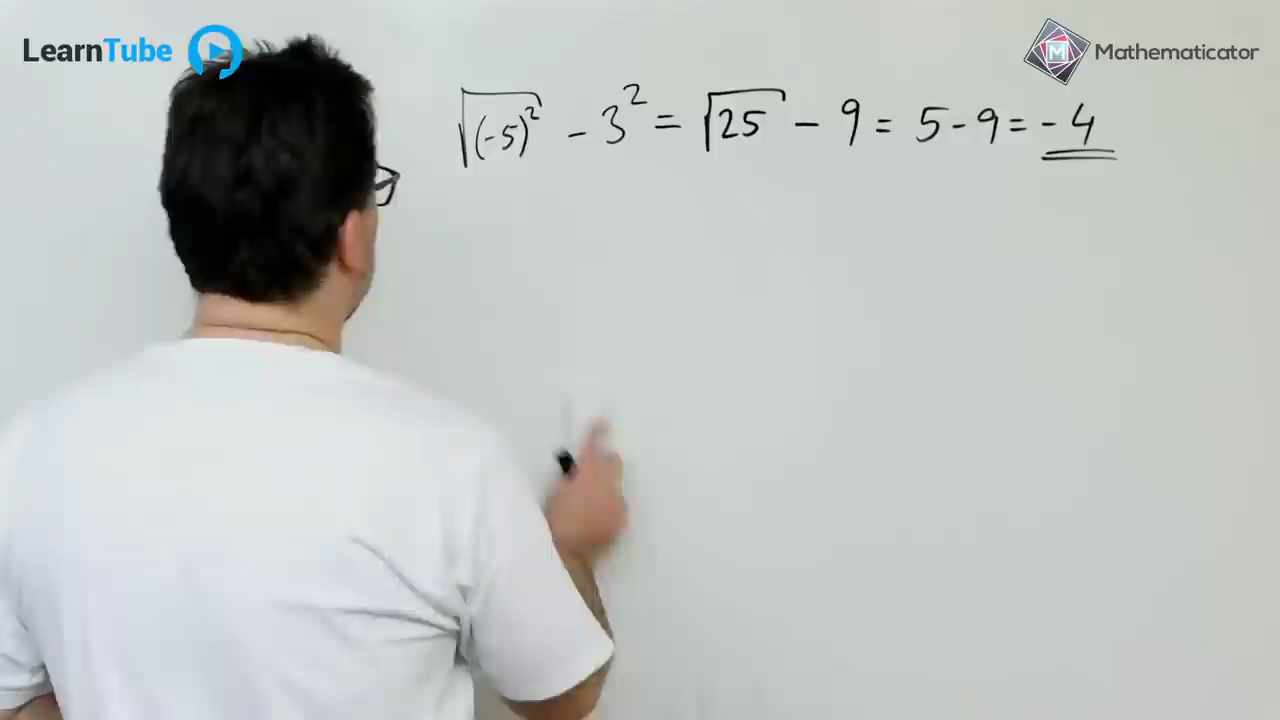 LearnTube
M Mathematicator
√(-5)² - 3² = √25 - 9 = 5 - 9 = -4